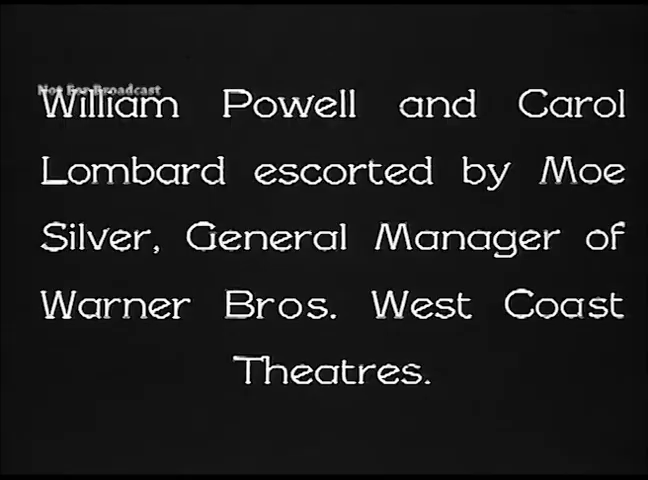 Not For Broadcast
William Powell and Carol
Lombard escorted by Moe
Silver, General Manager of
Warner Bros. West Coast
Theatres.